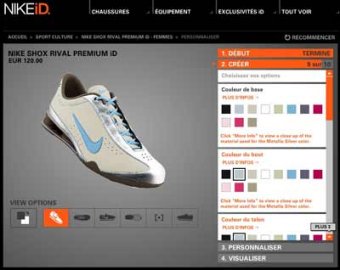 NIKEiD.
CHAUSSURES
ÉQUIPEMENT
EXCLUSIVITÉS iD
TOUT VOIR
ACCUEIL
SPORT CULTURE
NIKE SHOX RIVAL PREMIUM iD - FEMMES
PERSONNALISER
RECOMMENCER
NIKE SHOX RIVAL PREMIUM iD
EUR 120.00
1. DÉBUT TERMINE
2. CRÉER 9 sur 10
Choisissez vos options
Couleur de base
PLUS D'INFOS
Click "More Info" to view a close up of the
material used for the Metallic Silver color.
Couleur du bout
PLUS D'INFOS
Click "More Info" to view a close up of the
material used for the Metallic Silver color.
Couleur du talon
PLUS D'INFOS
VIEW OPTIONS
3. PERSONNALISER
4. VISUALISER